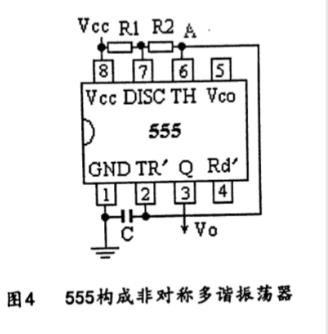 Vcc R1 R2 A
8 7 6 5
Vcc DISC TH Vco
555
GND TR′ Q Rd′
1 2 3 4
C Vo
图4 555构成非对称多谐振荡器